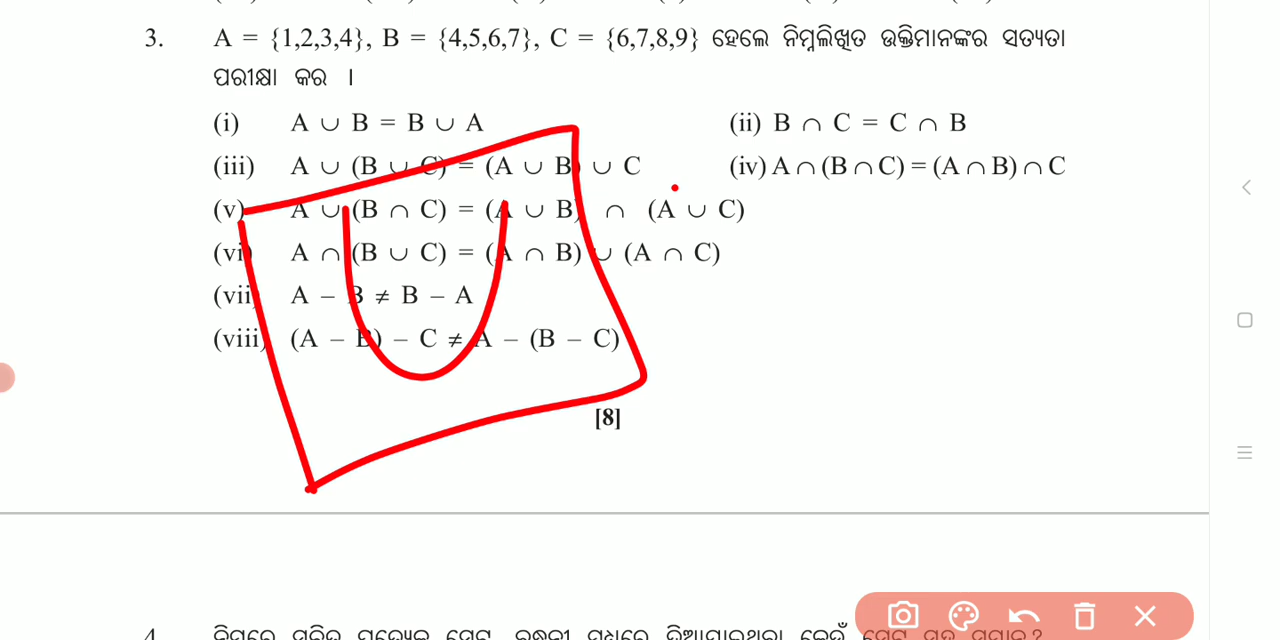 3. A = {1,2,3,4}, B = {4,5,6,7}, C = {6,7,8,9} ହେଲେ ନିମ୍ନଲିଖିତ ଉକ୍ତିମାନଙ୍କର ସତ୍ୟତା
ପରୀକ୍ଷା କର ।
(i) A ∪ B = B ∪ A (ii) B ∩ C = C ∩ B
(iii) A ∪ (B ∪ C) = (A ∪ B) ∪ C (iv) A ∩ (B ∩ C) = (A ∩ B) ∩ C
(v) A ∪ (B ∩ C) = (A ∪ B) ∩ (A ∪ C)
(vi) A ∩ (B ∪ C) = (A ∩ B) ∪ (A ∩ C)
(vii) A – B ≠ B – A
(viii) (A – B) – C ≠ A – (B – C)
[8]